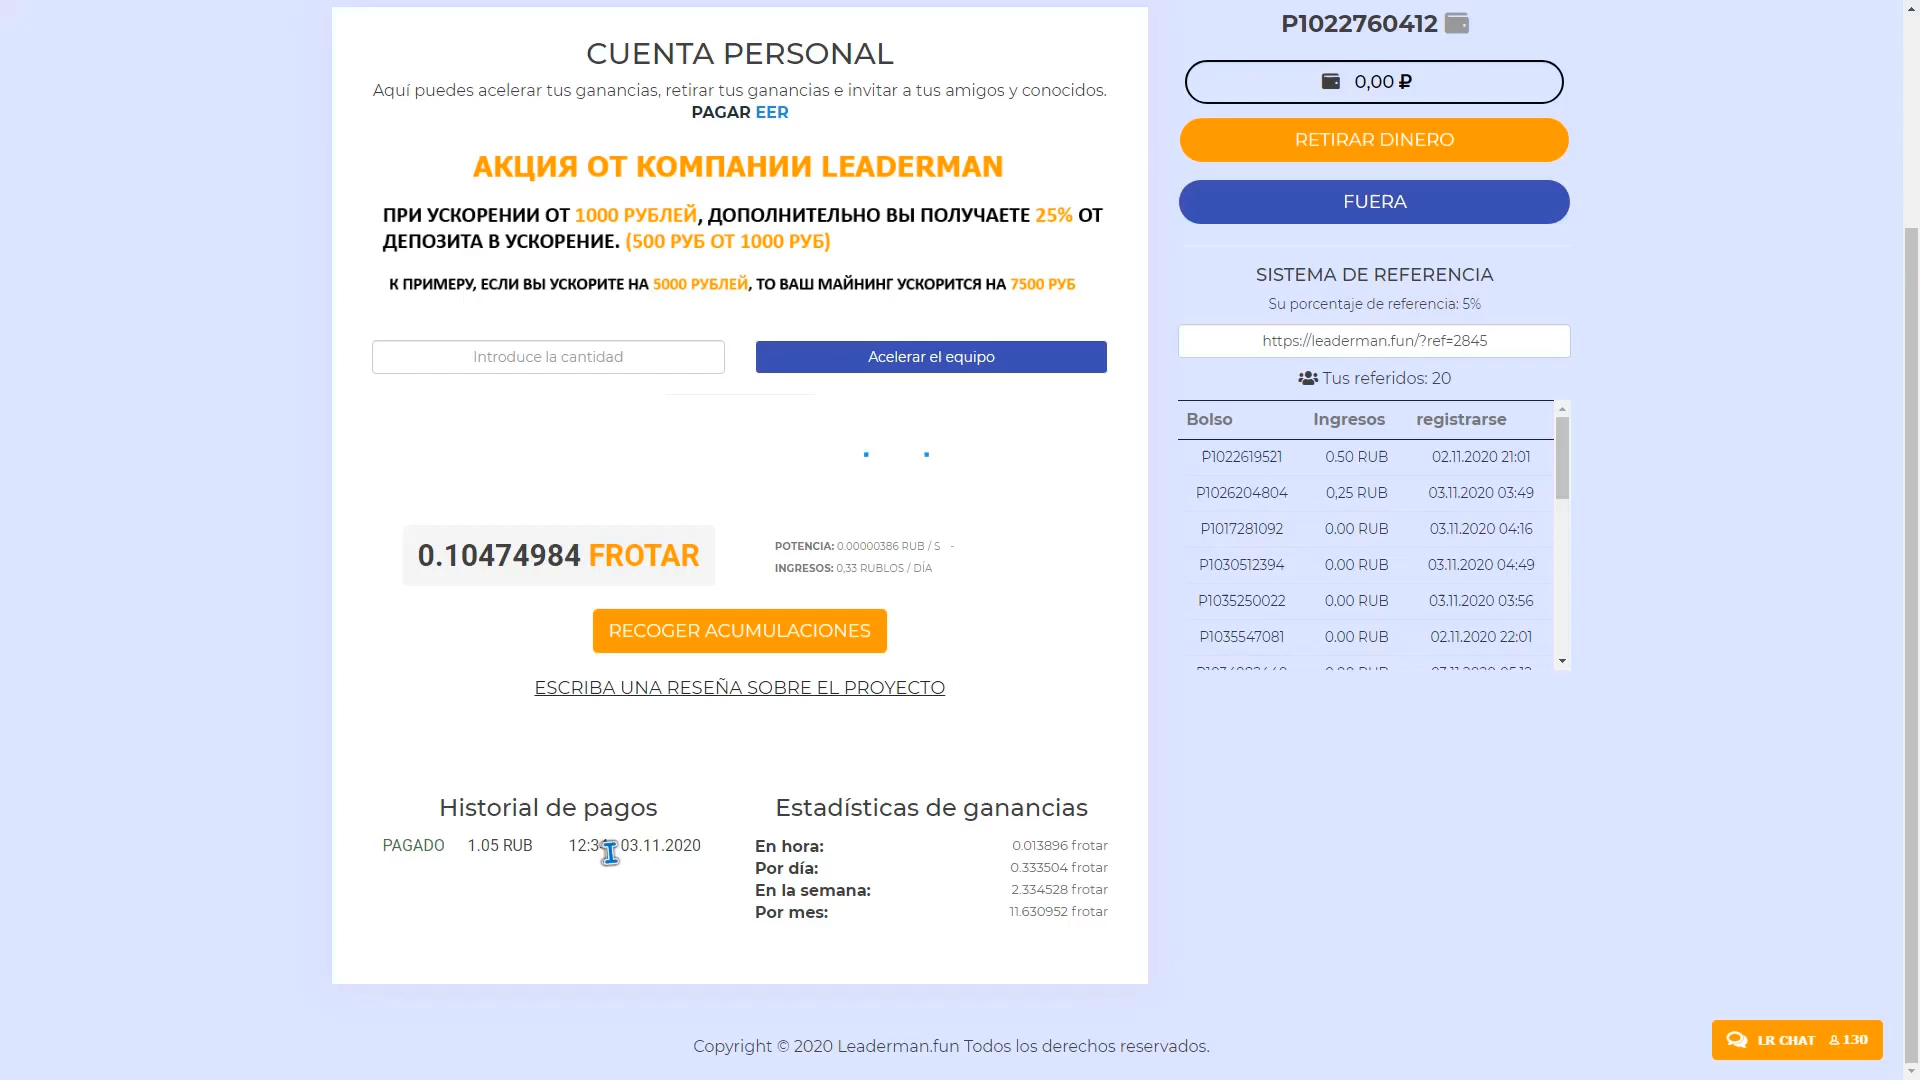 CUENTA PERSONAL
Aquí puedes acelerar tus ganancias, retirar tus ganancias e invitar a tus amigos y conocidos.
PAGAR EER
АКЦИЯ ОТ КОМПАНИИ LEADERMAN
ПРИ УСКОРЕНИИ ОТ 1000 РУБЛЕЙ, ДОПОЛНИТЕЛЬНО ВЫ ПОЛУЧАЕТЕ 25% ОТ
ДЕПОЗИТА В УСКОРЕНИЕ. (500 РУБ ОТ 1000 РУБ)
К ПРИМЕРУ, ЕСЛИ ВЫ УСКОРИТЕ НА 5000 РУБЛЕЙ, ТО ВАШ МАЙНИНГ УСКОРИТСЯ НА 7500 РУБ
Introduce la cantidad
Acelerar el equipo
0.10474984 FROTAR
POTENCIA: 0.00000386 RUB / S -
INGRESOS: 0,33 RUBLOS / DÍA
RECOGER ACUMULACIONES
ESCRIBA UNA RESEÑA SOBRE EL PROYECTO
Historial de pagos
PAGADO 1.05 RUB 03.11.2020
Estadísticas de ganancias
En hora: 0.013896 frotar
Por día: 0.333504 frotar
En la semana: 2.334528 frotar
Por mes: 11.630952 frotar
P1022760412
0,00 ₽
RETIRAR DINERO
FUERA
SISTEMA DE REFERENCIA
Su porcentaje de referencia: 5%
https://leaderman.fun/?ref=2845
Tus referidos: 20
Bolso Ingresos registrarse
P1022619521 0.50 RUB 02.11.2020 21:01
P1026204804 0,25 RUB 03.11.2020 03:49
P1017281092 0.00 RUB 03.11.2020 04:16
P1030512394 0.00 RUB 03.11.2020 04:49
P1035250022 0.00 RUB 03.11.2020 03:56
P1035547081 0.00 RUB 02.11.2020 22:01
Copyright © 2020 Leaderman.fun Todos los derechos reservados.
LR CHAT 130